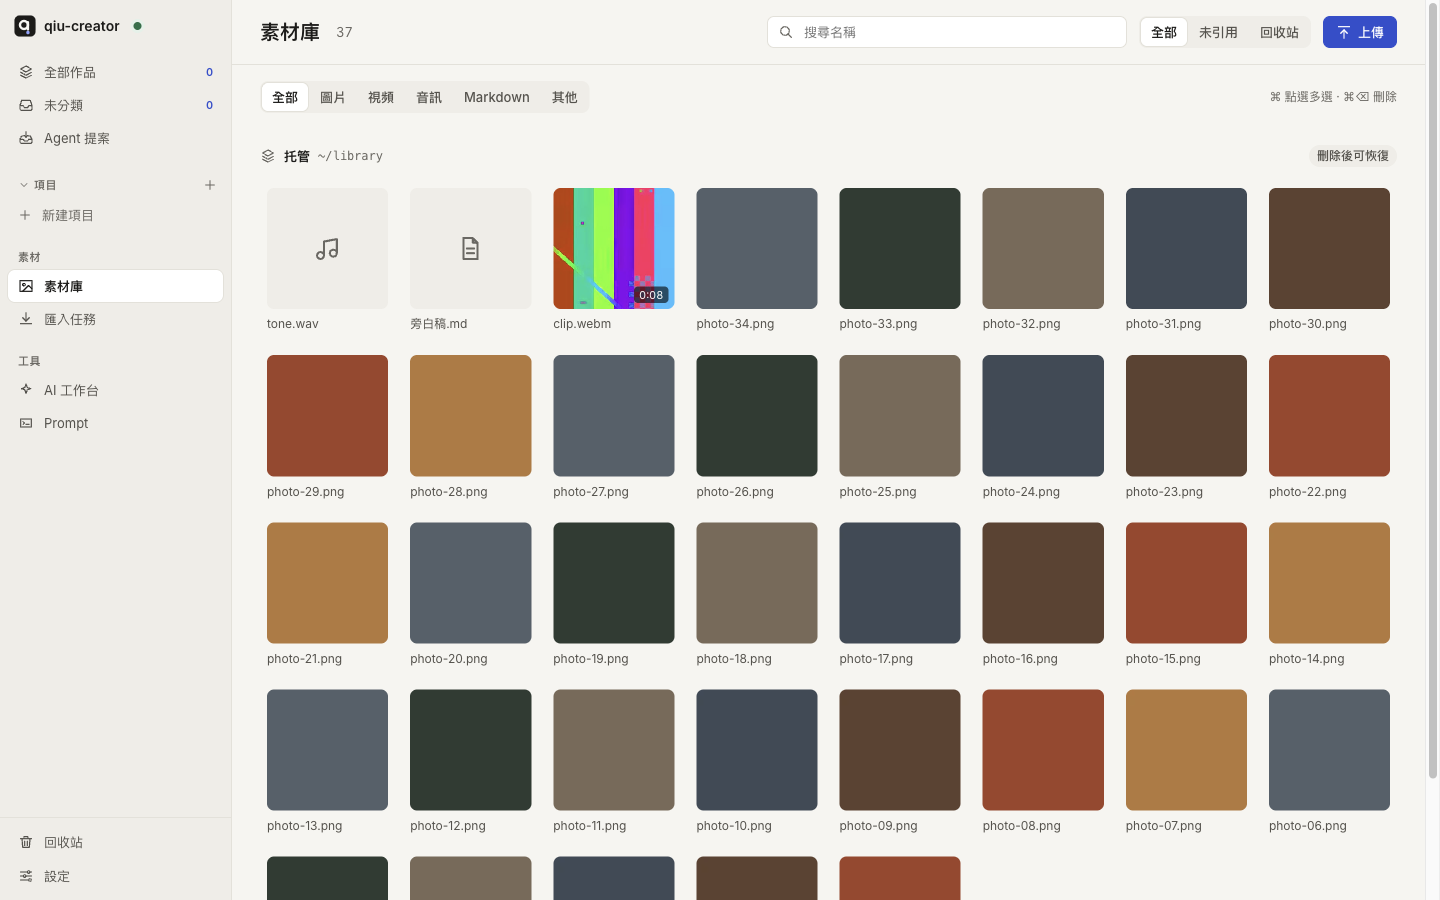 qiu-creator
全部作品 0
未分類 0
Agent 提案
項目
新建項目
素材
素材庫
匯入任務
工具
AI 工作台
Prompt
回收站
設定
素材庫 37
搜尋名稱
全部 未引用 回收站
上傳
全部 圖片 視頻 音訊 Markdown 其他
⌘ 點選多選 · ⌘⌫ 刪除
托管 ~/library
刪除後可恢復
0:08
tone.wav 旁白稿.md clip.webm photo-34.png photo-33.png photo-32.png photo-31.png photo-30.png
photo-29.png photo-28.png photo-27.png photo-26.png photo-25.png photo-24.png photo-23.png photo-22.png
photo-21.png photo-20.png photo-19.png photo-18.png photo-17.png photo-16.png photo-15.png photo-14.png
photo-13.png photo-12.png photo-11.png photo-10.png photo-09.png photo-08.png photo-07.png photo-06.png